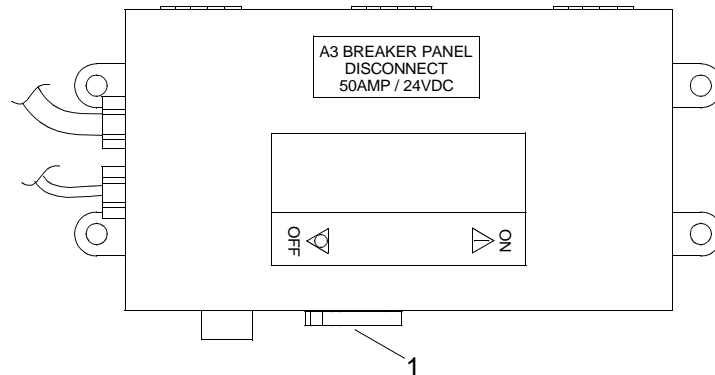 A3 BREAKER PANEL
DISCONNECT
50AMP / 24VDC
OFF
ON
1